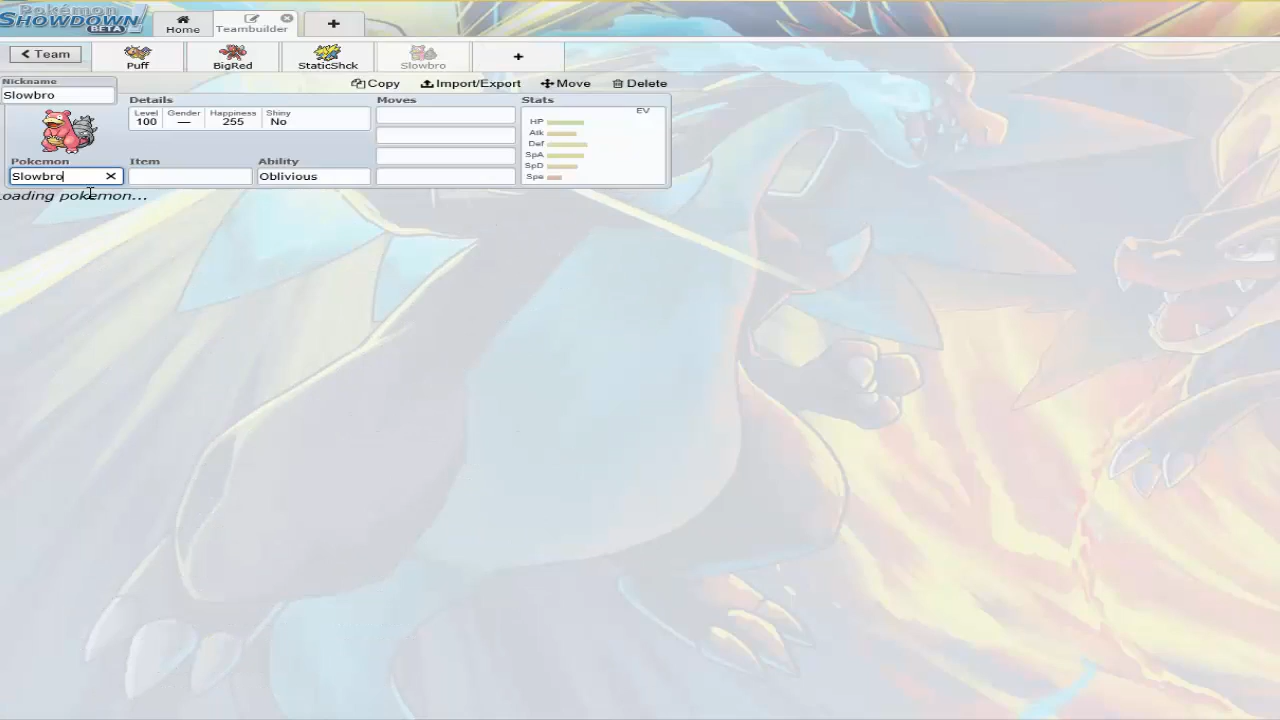 Pokémon
SHOWDOWN
BETA
Home
Teambuilder
+
< Team
Puff
BigRed
StaticShck
Slowbro
+
Nickname
Slowbro
Copy
Import/Export
Move
Delete
Details
Level
100
Gender
—
Happiness
255
Shiny
No
Moves
Stats
EV
HP
Atk
Def
SpA
SpD
Spe
Pokemon
Slowbro
Item
Ability
Oblivious
Loading pokemon...